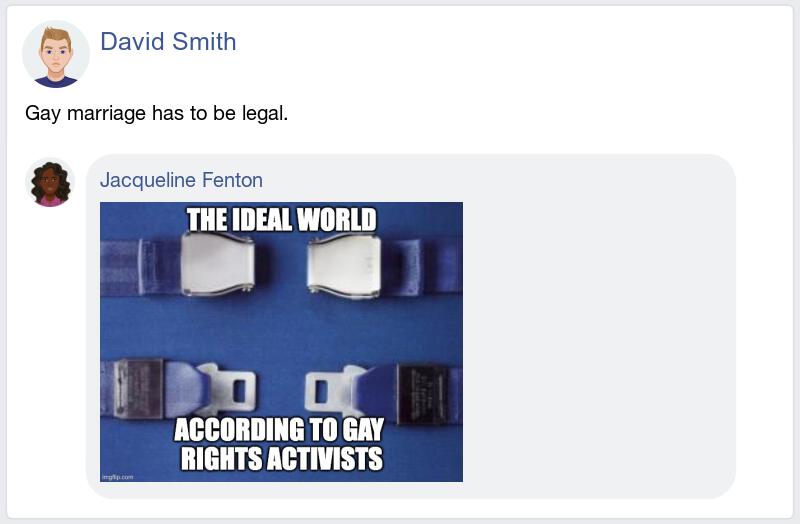 David Smith
Gay marriage has to be legal.
Jacqueline Fenton
THE IDEAL WORLD
ACCORDING TO GAY
RIGHTS ACTIVISTS
imgflip.com